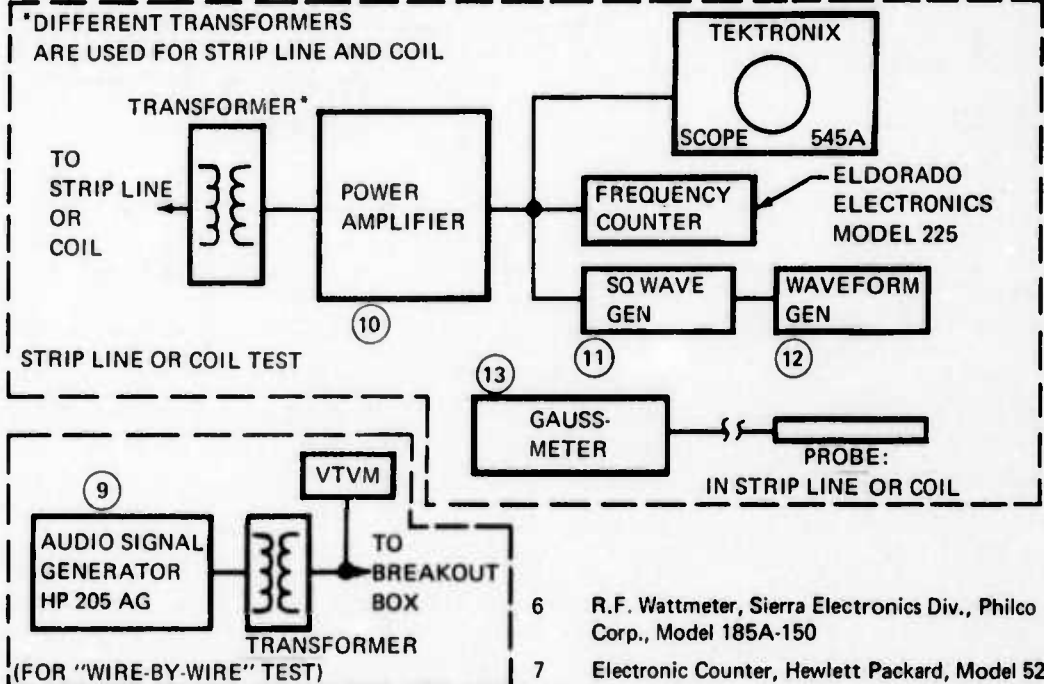 *DIFFERENT TRANSFORMERS
ARE USED FOR STRIP LINE AND COIL
TRANSFORMER*
TO
STRIP LINE
OR
COIL
POWER
AMPLIFIER
10
TEKTRONIX
SCOPE 545A
FREQUENCY
COUNTER
ELDORADO
ELECTRONICS
MODEL 225
SQ WAVE
GEN
11
WAVEFORM
GEN
12
STRIP LINE OR COIL TEST
13
GAUSS-
METER
PROBE:
IN STRIP LINE OR COIL
9
AUDIO SIGNAL
GENERATOR
HP 205 AG
VTVM
TO
BREAKOUT
BOX
TRANSFORMER
(FOR "WIRE-BY-WIRE" TEST)
6 R.F. Wattmeter, Sierra Electronics Div., Philco
Corp., Model 185A-150
7 Electronic Counter, Hewlett Packard, Model 52